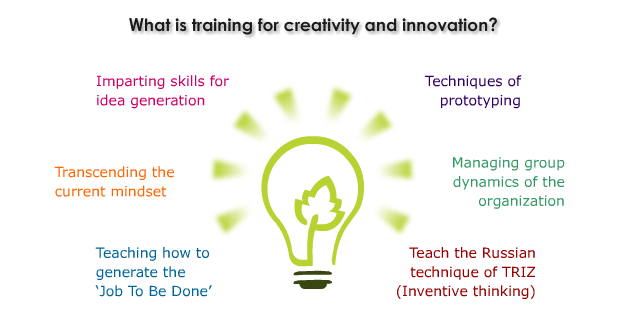 What is training for creativity and innovation?
Imparting skills for
idea generation
Techniques of
prototyping
Transcending the
current mindset
Managing group
dynamics of the
organization
Teaching how to
generate the
‘Job To Be Done’
Teach the Russian
technique of TRIZ
(Inventive thinking)